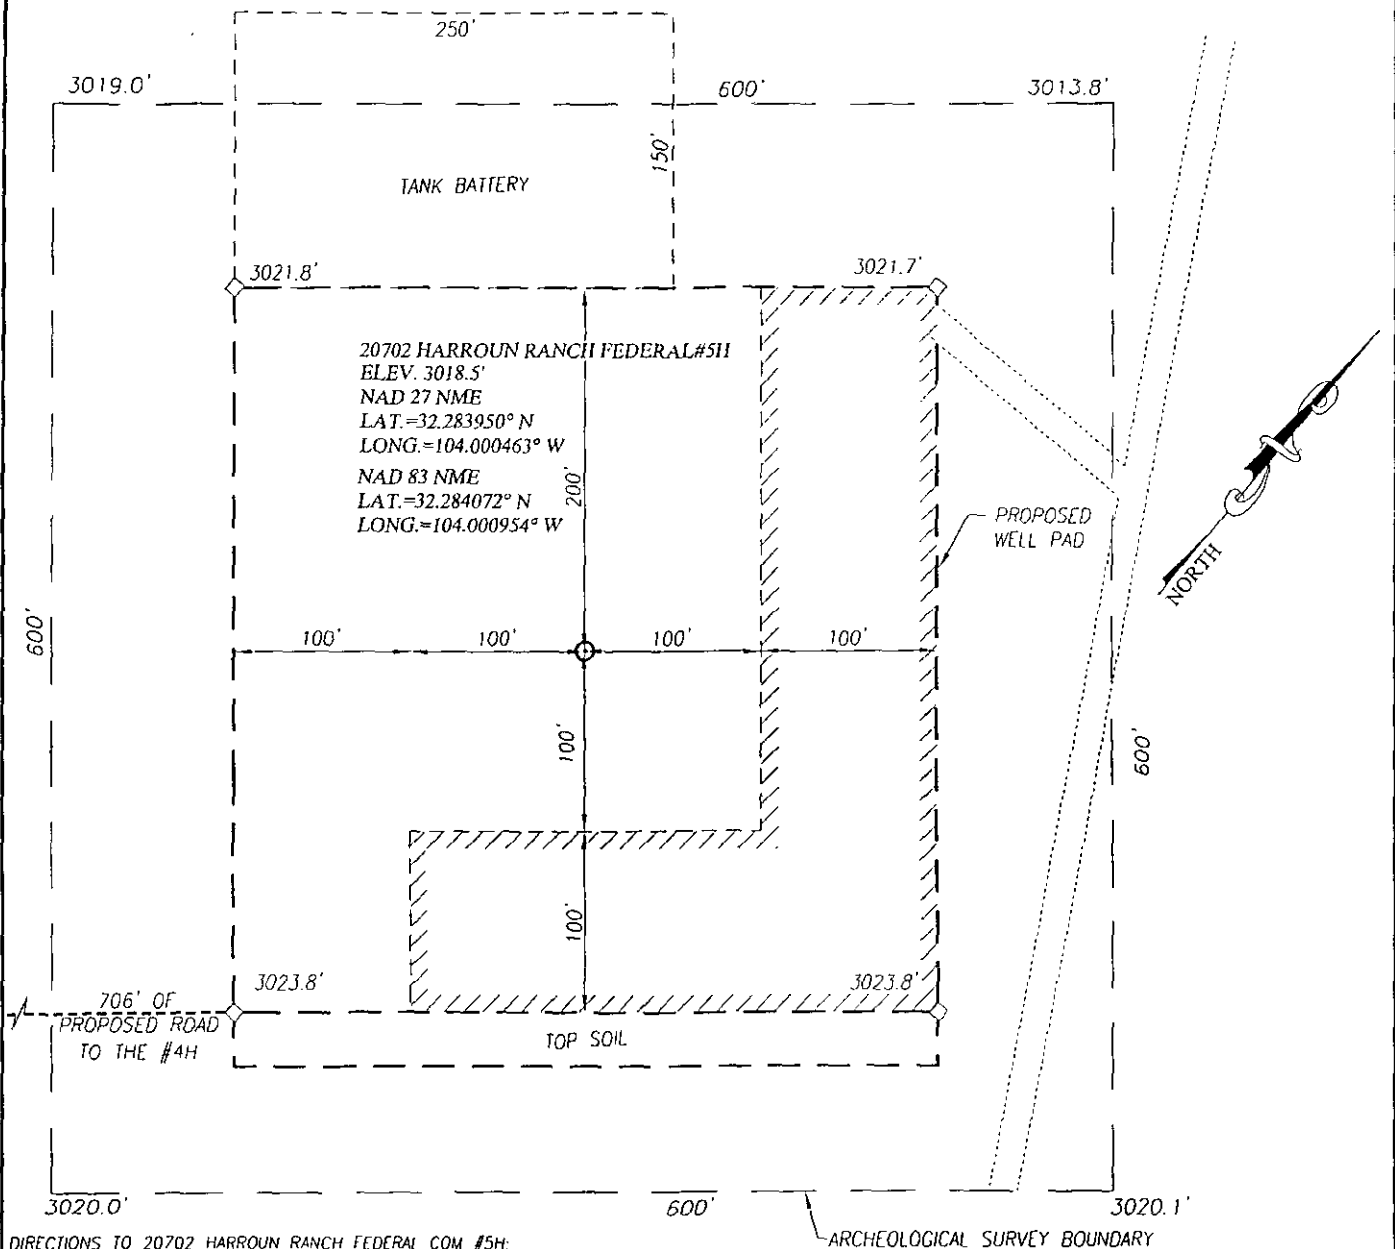 250'
3019.0'
600'
3013.8'
150'
TANK BATTERY
3021.8'
3021.7'
20702 HARROUN RANCH FEDERAL#5H
ELEV. 3018.5'
NAD 27 NME
LAT.=32.283950° N
LONG.=104.000463° W
NAD 83 NME
LAT.=32.284072° N
LONG.=104.000954° W
200'
PROPOSED
WELL PAD
NORTH
600'
100'
100'
100'
100'
100'
600'
100'
3023.8'
3023.8'
706' OF
PROPOSED ROAD
TO THE #4H
TOP SOIL
3020.0'
600'
3020.1'
DIRECTIONS TO 20702 HARROUN RANCH FEDERAL COM #5H:
ARCHEOLOGICAL SURVEY BOUNDARY